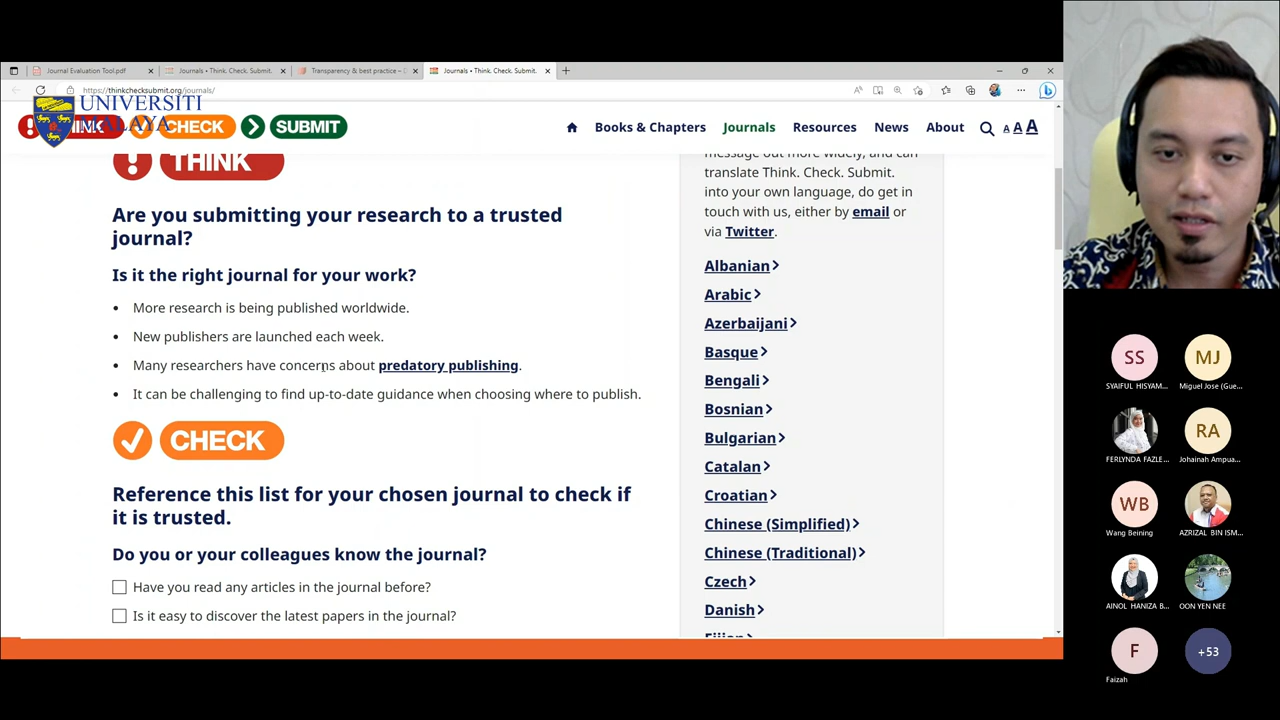 Journal Evaluation Tool.pdf
Journals • Think. Check. Submit.
Transparency & best practice – D
Journals • Think. Check. Submit.
https://thinkchecksubmit.org/journals/
UNIVERSITI
MALAYA
THINK
CHECK
SUBMIT
Books & Chapters
Journals
Resources
News
About
A A A
THINK
Are you submitting your research to a trusted
journal?
Is it the right journal for your work?
• More research is being published worldwide.
• New publishers are launched each week.
• Many researchers have concerns about predatory publishing.
• It can be challenging to find up-to-date guidance when choosing where to publish.
CHECK
Reference this list for your chosen journal to check if
it is trusted.
Do you or your colleagues know the journal?
Have you read any articles in the journal before?
Is it easy to discover the latest papers in the journal?
message out more widely, and can
translate Think. Check. Submit.
into your own language, do get in
touch with us, either by email or
via Twitter.
Albanian
Arabic
Azerbaijani
Basque
Bengali
Bosnian
Bulgarian
Catalan
Croatian
Chinese (Simplified)
Chinese (Traditional)
Czech
Danish
Fijian
SS
SYAIFUL HISYAM...
MJ
Miguel Jose (Gue...
FERLYNDA FAZLE...
RA
Johainah Ampua...
WB
Wang Beining
AZRIZAL BIN ISM...
AINOL HANIZA B...
OON YEN NEE
F
Faizah
+53